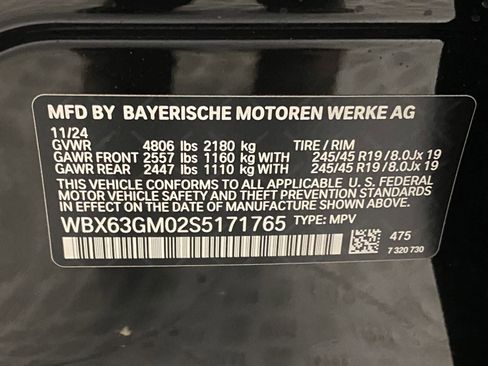 MFD BY BAYERISCHE MOTOREN WERKE AG
11/24
GVWR 4806 lbs 2180 kg TIRE / RIM
GAWR FRONT 2557 lbs 1160 kg WITH 245/45 R19 /8.0Jx 19
GAWR REAR 2447 lbs 1110 kg WITH 245/45 R19 /8.0Jx 19
THIS VEHICLE CONFORMS TO ALL APPLICABLE U. S. FEDERAL
MOTOR VEHICLE SAFETY AND THEFT PREVENTION STANDARDS
IN EFFECT ON THE DATE OF MANUFACTURE SHOWN ABOVE.
WBX63GM02S5171765 TYPE: MPV
475
7 320 730